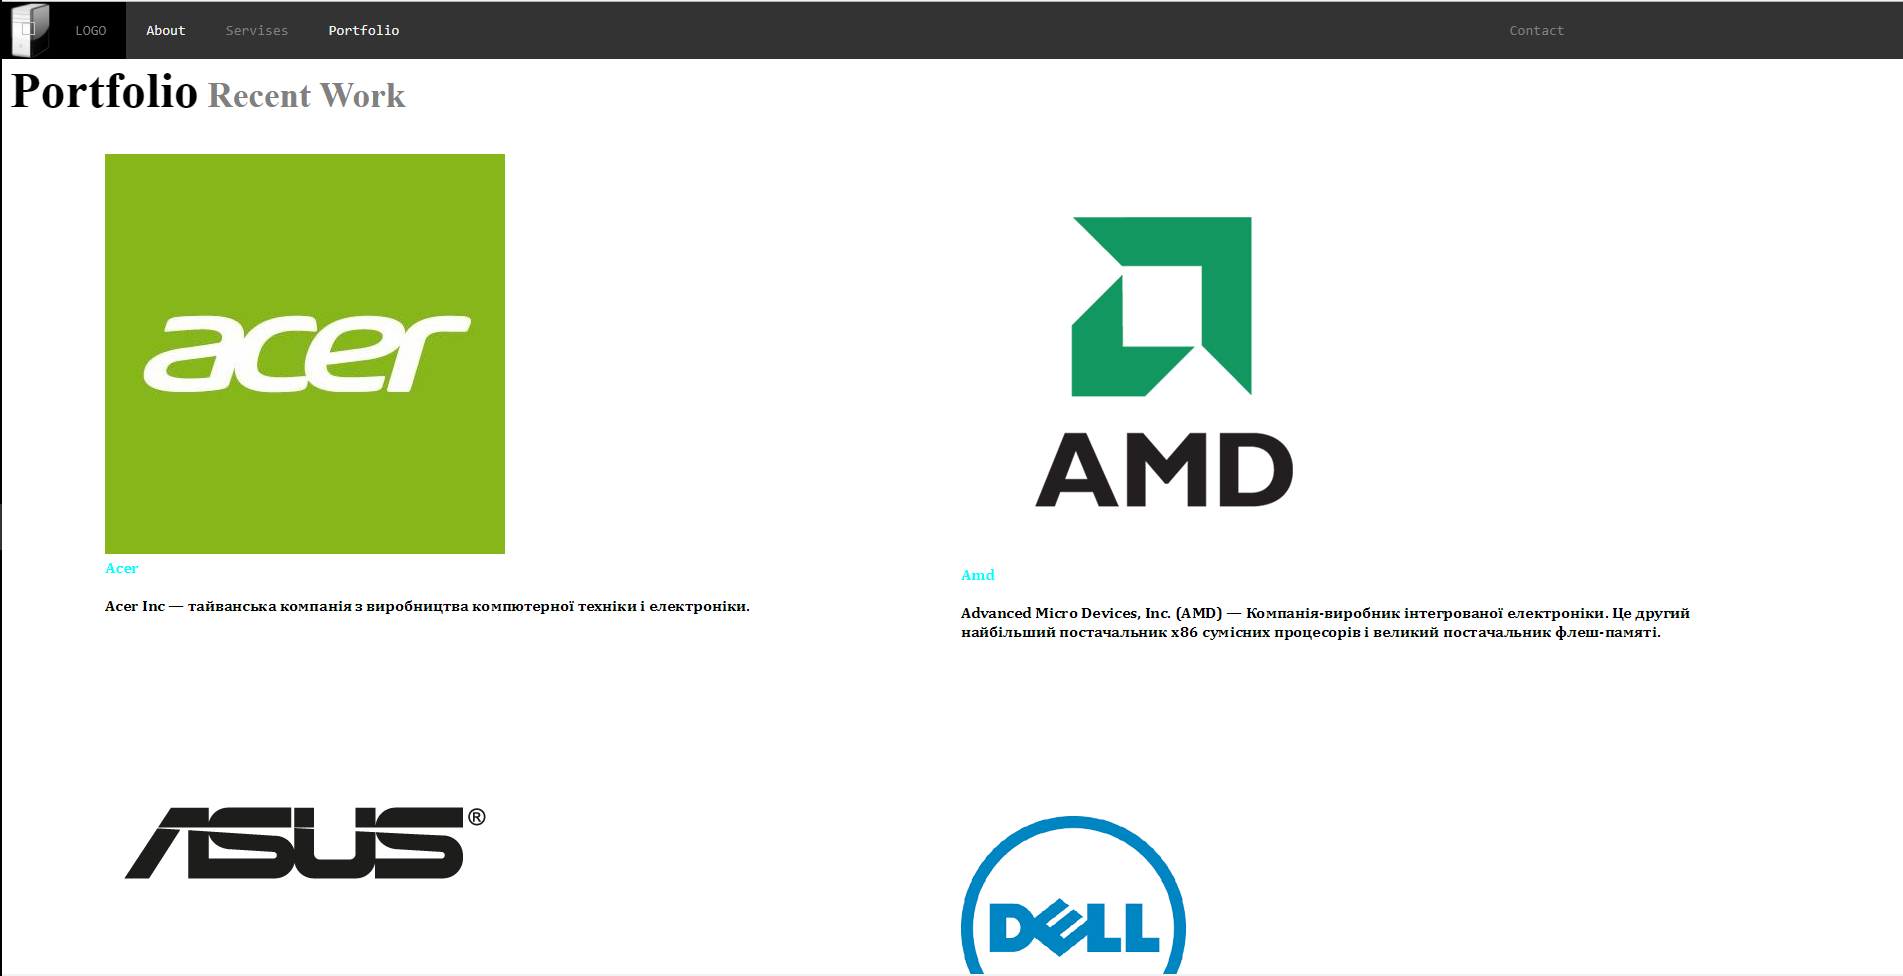 LOGO About Servises Portfolio Contact
Portfolio Recent Work
acer
AMD
Acer
Acer Inc — тайванська компанія з виробництва компютерної техніки і електроніки.
Amd
Advanced Micro Devices, Inc. (AMD) — Компанія-виробник інтегрованої електроніки. Це другий
найбільший постачальник x86 сумісних процесорів і великий постачальник флеш-памяті.
ASUS®
DELL